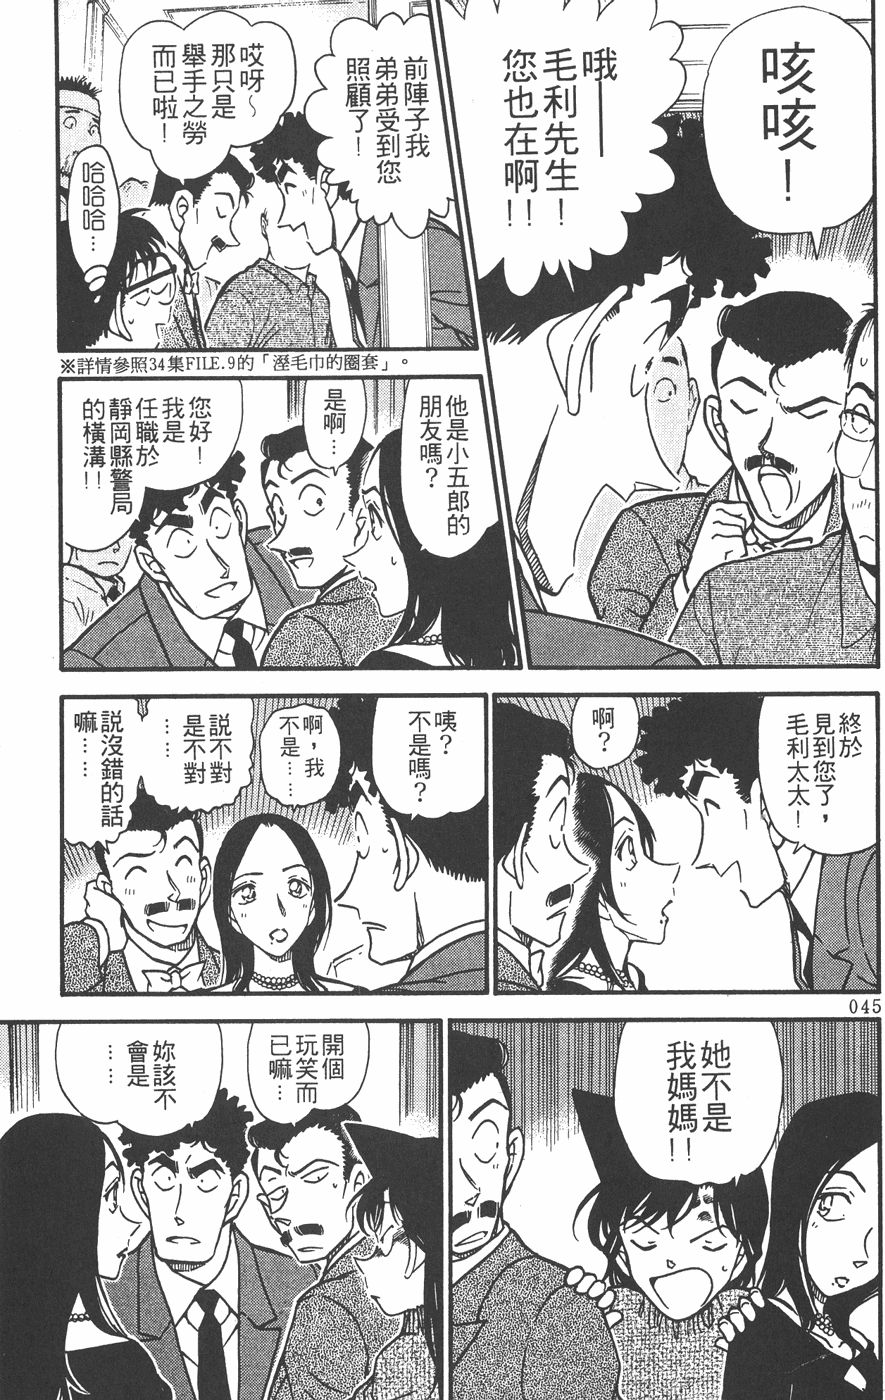 咳咳！
哦──
毛利先生！
您也在啊！！
前陣子我
弟弟受到您
照顧了！
哎呀～
那只是
舉手之勞
而已啦！
哈哈哈…
※詳情參照34集FILE.9的「溼毛巾的圈套」。
他是小五郎的
朋友嗎？
是啊…
您好！
我是
任職於
靜岡縣警局
的橫溝！！
終於
見到您了，
毛利太太！
啊？
咦？
不是嗎？
啊，我
不是……
說不對
是不對
……
說沒錯的話
嘛……
045
她不是
我媽媽！！
開個
玩笑而
已嘛…
妳該不
會是
……